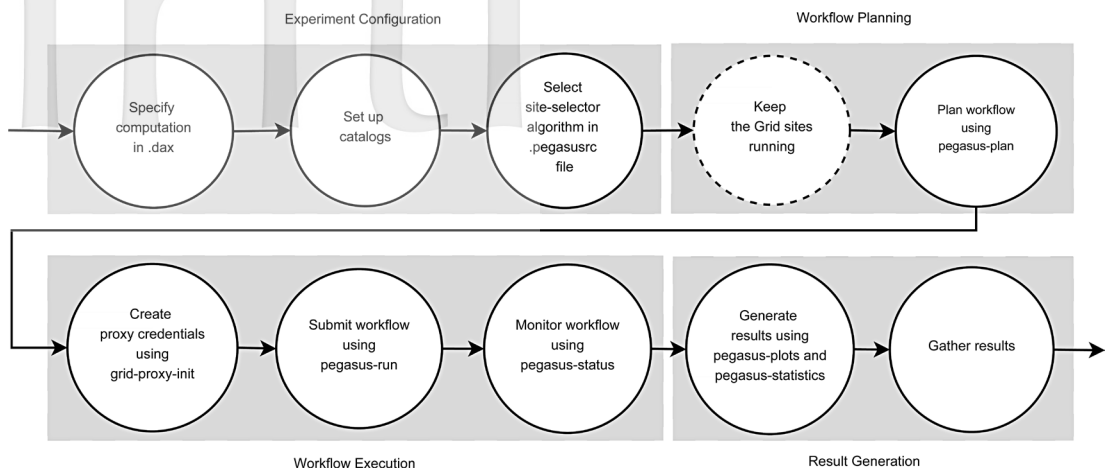 Experiment Configuration
Workflow Planning
Specify
computation
in .dax
Set up
catalogs
Select
site-selector
algorithm in
.pegasusrc
file
Keep
the Grid sites
running
Plan workflow
using
pegasus-plan
Create
proxy credentials
using
grid-proxy-init
Submit workflow
using
pegasus-run
Monitor workflow
using
pegasus-status
Generate
results using
pegasus-plots and
pegasus-statistics
Gather results
Workflow Execution
Result Generation